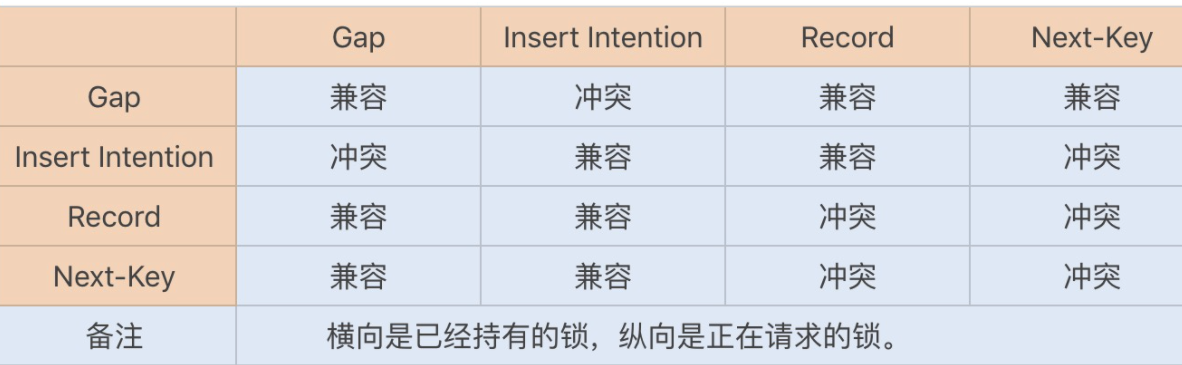 Gap Insert Intention Record Next-Key
Gap 兼容 冲突 兼容 兼容
Insert Intention 冲突 兼容 兼容 冲突
Record 兼容 兼容 冲突 冲突
Next-Key 兼容 兼容 冲突 冲突
备注 横向是已经持有的锁，纵向是正在请求的锁。